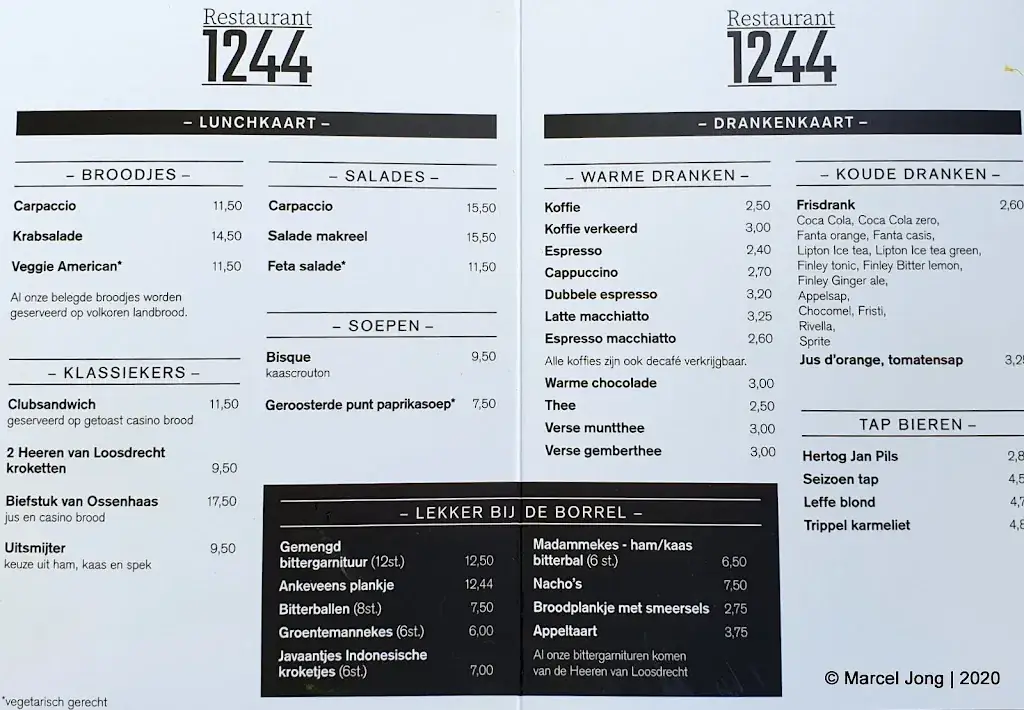 Restaurant
1244
– LUNCHKAART –
– BROODJES –
Carpaccio 11,50
Krabsalade 14,50
Veggie American* 11,50
Al onze belegde broodjes worden
geserveerd op volkoren landbrood.
– KLASSIEKERS –
Clubsandwich 11,50
geserveerd op getoast casino brood
2 Heeren van Loosdrecht
kroketten 9,50
Biefstuk van Ossenhaas 17,50
jus en casino brood
Uitsmijter 9,50
keuze uit ham, kaas en spek
*vegetarisch gerecht
– SALADES –
Carpaccio 15,50
Salade makreel 15,50
Feta salade* 11,50
– SOEPEN –
Bisque 9,50
kaascrouton
Geroosterde punt paprikasoep* 7,50
Restaurant
1244
– DRANKENKAART –
– WARME DRANKEN –
Koffie 2,50
Koffie verkeerd 3,00
Espresso 2,40
Cappuccino 2,70
Dubbele espresso 3,20
Latte macchiatto 3,25
Espresso macchiatto 2,60
Alle koffies zijn ook decafé verkrijgbaar.
Warme chocolade 3,00
Thee 2,50
Verse muntthee 3,00
Verse gemberthee 3,00
– KOUDE DRANKEN –
Frisdrank 2,60
Coca Cola, Coca Cola zero,
Fanta orange, Fanta casis,
Lipton Ice tea, Lipton Ice tea green,
Finley tonic, Finley Bitter lemon,
Finley Ginger ale,
Appelsap,
Chocomel, Fristi,
Rivella,
Sprite
Jus d'orange, tomatensap
TAP BIEREN –
Hertog Jan Pils
Seizoen tap
Leffe blond
Trippel karmeliet
– LEKKER BIJ DE BORREL –
Gemengd
bittergarnituur (12st.) 12,50
Ankeveens plankje 12,44
Bitterballen (8st.) 7,50
Groentemannekes (6st.) 6,00
Javaantjes Indonesische
kroketjes (6st.) 7,00
Madammekes - ham/kaas
bitterbal (6 st.) 6,50
Nacho's 7,50
Broodplankje met smeersels 2,75
Appeltaart 3,75
Al onze bittergarnituren komen
van de Heeren van Loosdrecht
© Marcel Jong | 2020